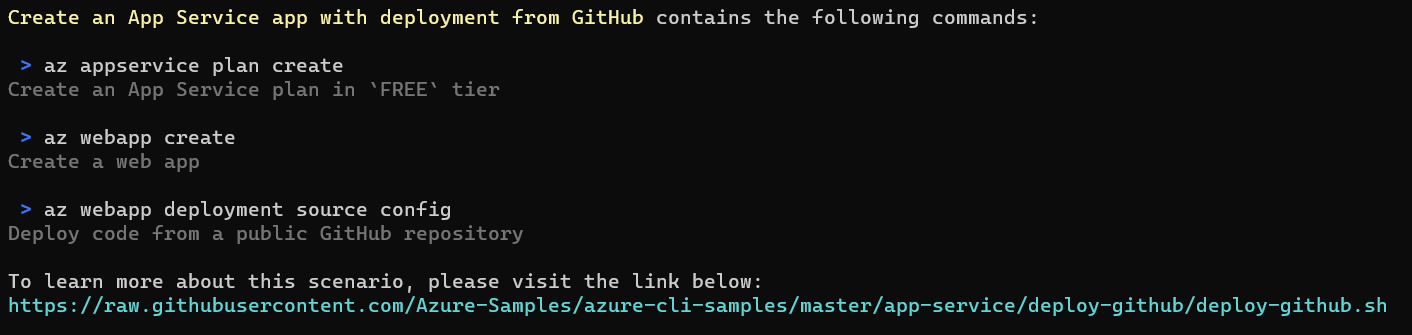 Create an App Service app with deployment from GitHub contains the following commands:
> az appservice plan create
Create an App Service plan in `FREE` tier
> az webapp create
Create a web app
> az webapp deployment source config
Deploy code from a public GitHub repository
To learn more about this scenario, please visit the link below:
https://raw.githubusercontent.com/Azure-Samples/azure-cli-samples/master/app-service/deploy-github/deploy-github.sh